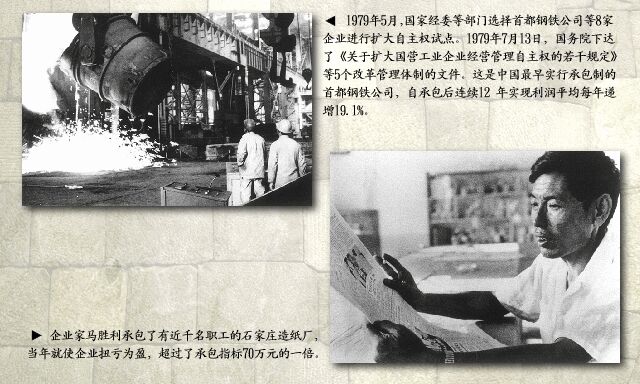 ◀ 1979年5月,国家经委等部门选择首都钢铁公司等8家
企业进行扩大自主权试点。1979年7月13日，国务院下达
了《关于扩大国营工业企业经营管理自主权的若干规定》
等5个改革管理体制的文件。这是中国最早实行承包制的
首都钢铁公司，自承包后连续12 年实现利润平均每年递
增19.1%。
▶ 企业家马胜利承包了有近千名职工的石家庄造纸厂,
当年就使企业扭亏为盈，超过了承包指标70万元的一倍。